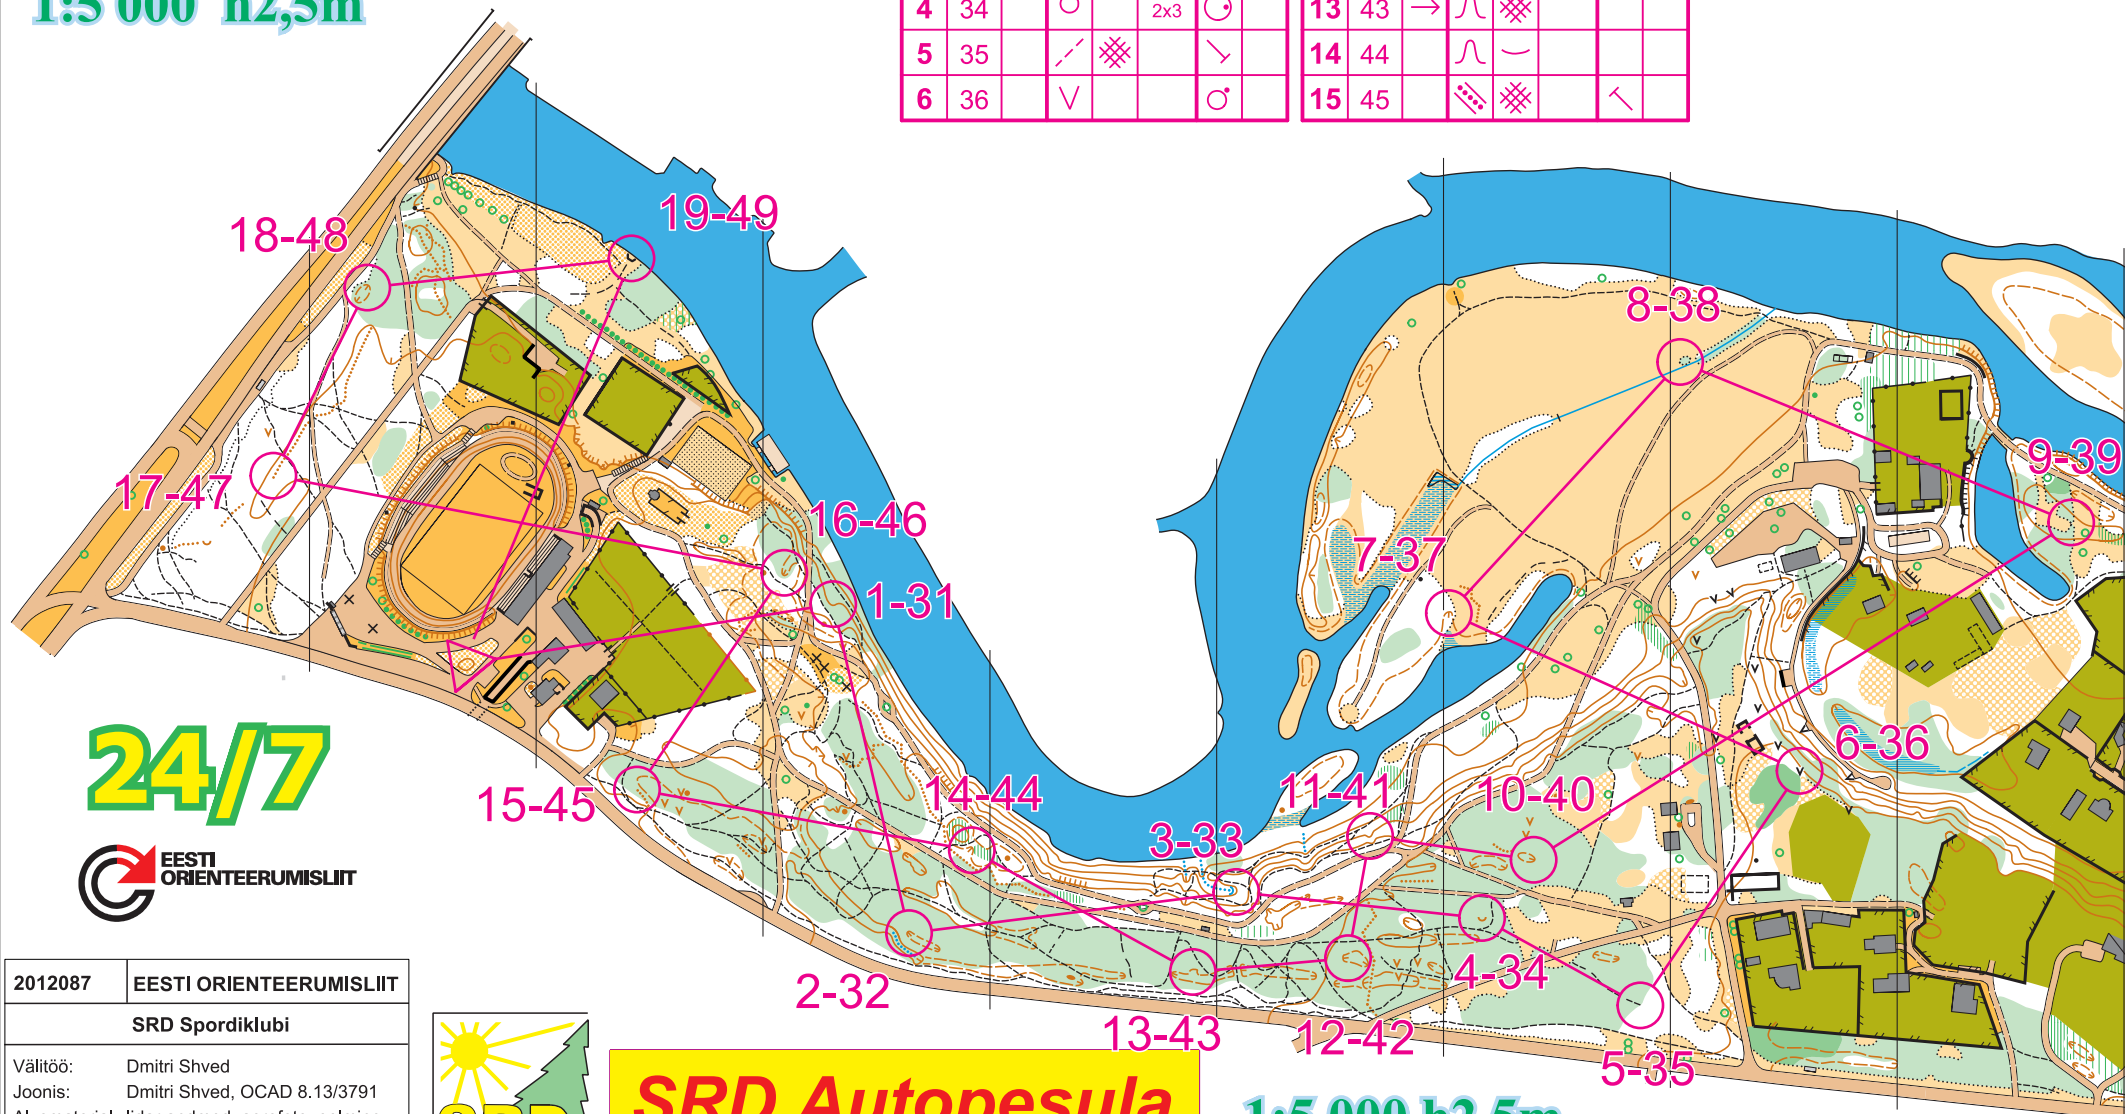 1:5 000 h2,5m
4 34 2x3
5 35
6 36
13 43
14 44
15 45
18-48
19-49
17-47
16-46
1-31
8-38
9-39
7-37
6-36
15-45
14-44
3-33
11-41
10-40
2-32
13-43
12-42
4-34
5-35
24/7
EESTI
ORIENTEERUMISLIIT
2012087 EESTI ORIENTEERUMISLIIT
SRD Spordiklubi
Välitöö: Dmitri Shved
Joonis: Dmitri Shved, OCAD 8.13/3791
SRD Autopesula
1:5 000 h2,5m